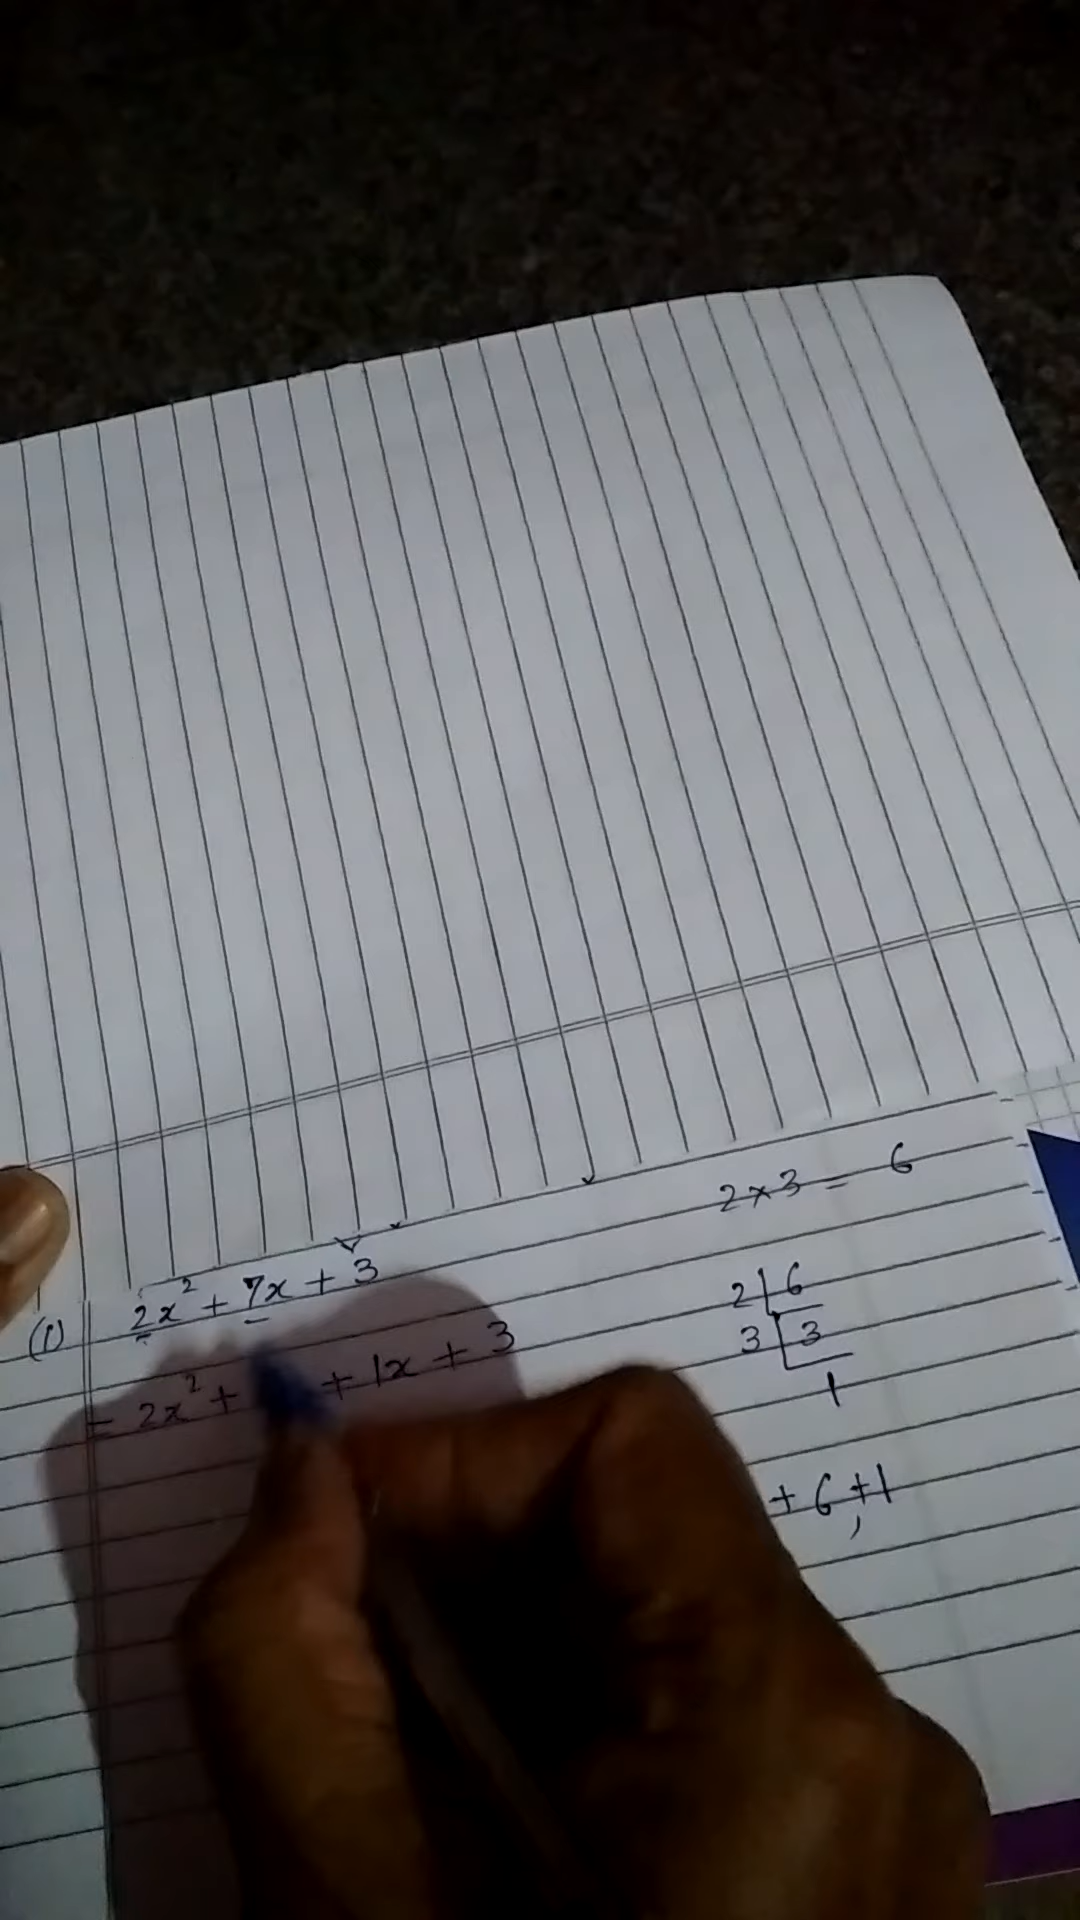 2 × 3 = 6
(1) 2x² + 7x + 3
2 | 6
3 | 3
1
= 2x² + + 1x + 3
+ 6, + 1